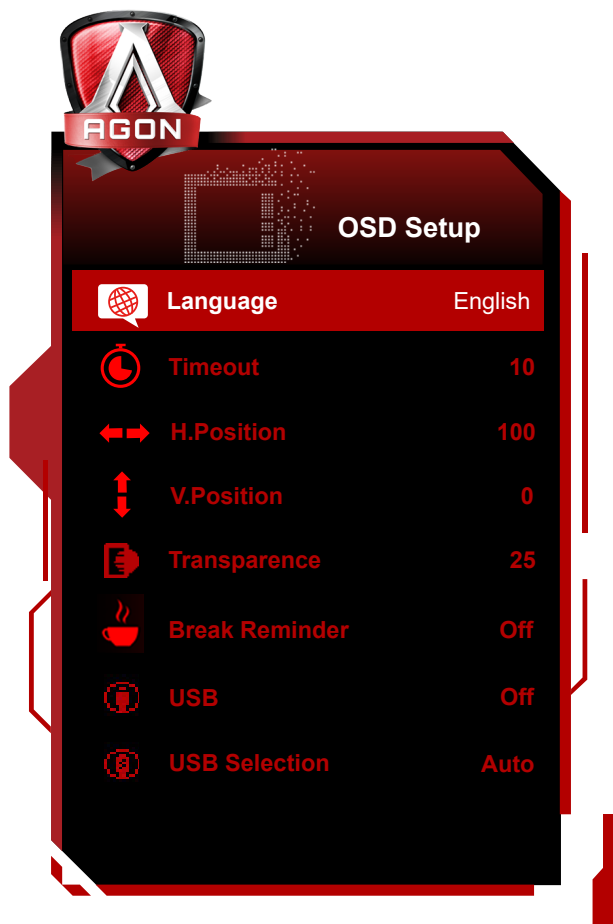 AGON
OSD Setup
Language English
Timeout 10
H.Position 100
V.Position 0
Transparence 25
Break Reminder Off
USB Off
USB Selection Auto